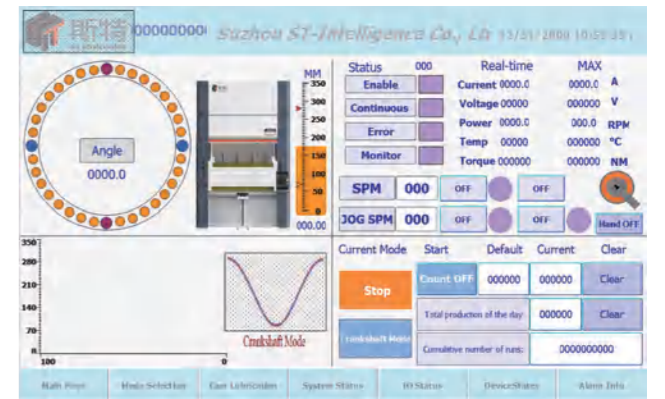 斯特
00000000 Suzhou ST-Intelligence Co., Ltd
Angle
0000.0
MM
350
300
250
200
150
100
50
0
000.00
Status 000 Real-time MAX
Enable Current 0000.0 0000.0 A
Continuous Voltage 00000 000000 V
Error Power 0000.0 000.0 RPM
Monitor Temp 00000 000000 °C
Torque 000000 000000 NM
SPM 000 OFF OFF
JOG SPM 000 OFF OFF Hand OFF
350
280
210
140
70
0
100 0
Crankshaft Mode
Current Mode Start Default Current Clear
Stop Count OFF 000000 000000 Clear
Total production of the day 000000 Clear
Crankshaft Mode Cumulative number of runs: 0000000000
Main Page Mode Selection Cam Lubrication System Status IO Status DeviceStates Alarm Info